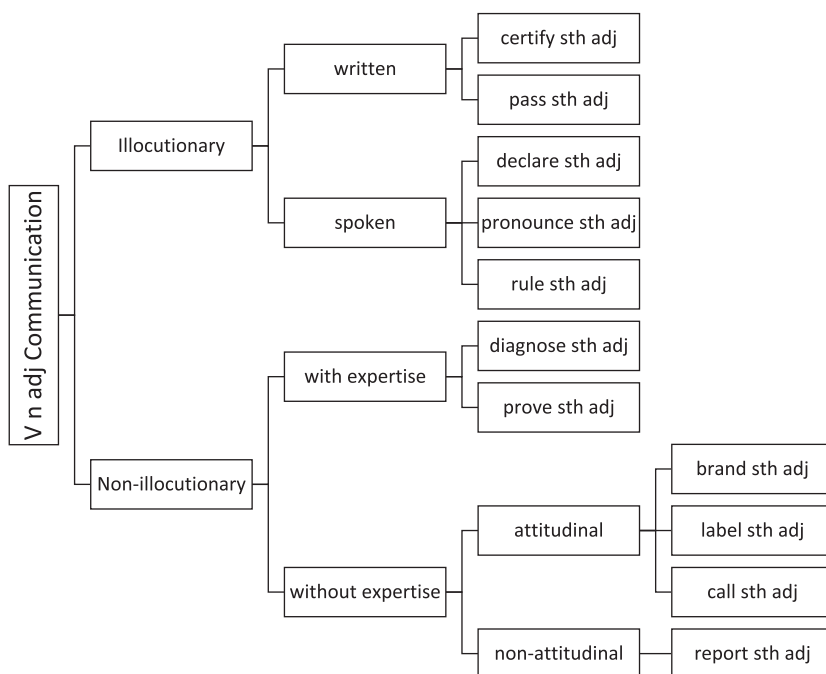 V n adj Communication
Illocutionary
written
certify sth adj
pass sth adj
spoken
declare sth adj
pronounce sth adj
rule sth adj
Non-illocutionary
with expertise
diagnose sth adj
prove sth adj
without expertise
attitudinal
brand sth adj
label sth adj
call sth adj
non-attitudinal
report sth adj